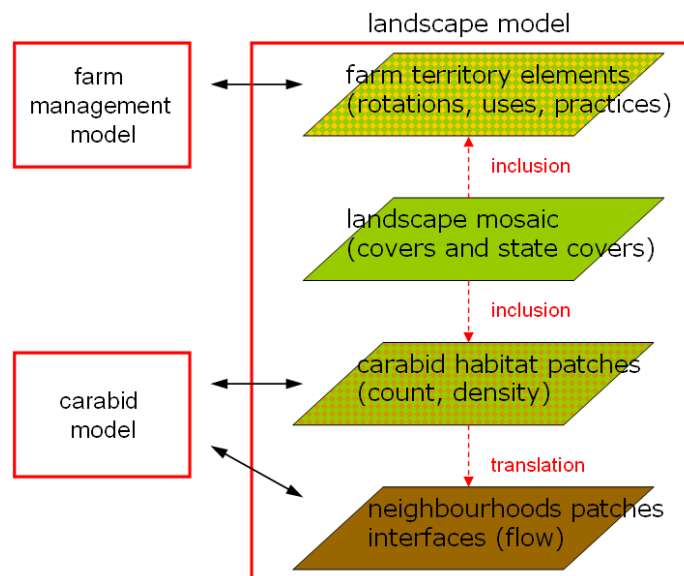 landscape model
farm
management
model
farm territory elements
(rotations, uses, practices)
inclusion
landscape mosaic
(covers and state covers)
inclusion
carabid
model
carabid habitat patches
(count, density)
translation
neighbourhoods patches
interfaces (flow)